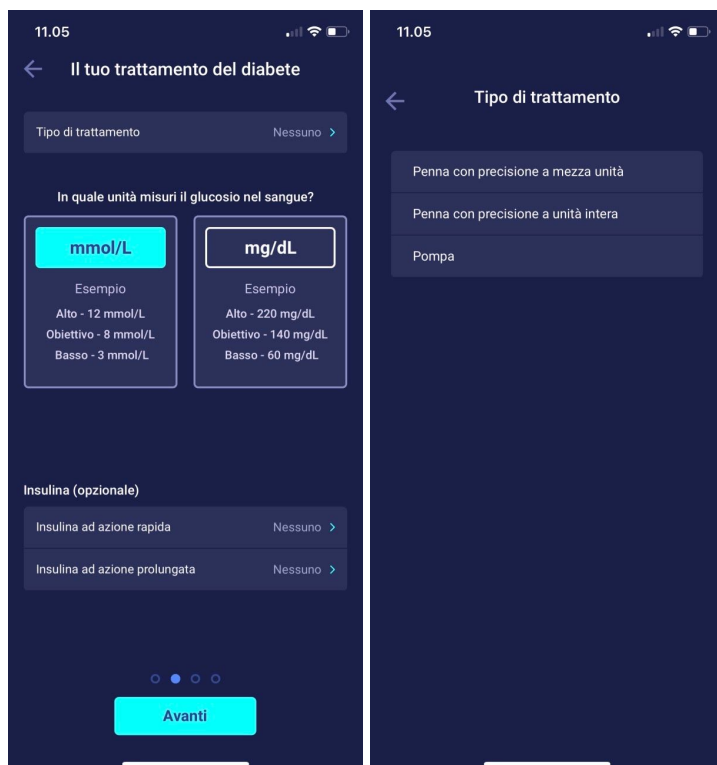 11.05
Il tuo trattamento del diabete
Tipo di trattamento Nessuno >
In quale unità misuri il glucosio nel sangue?
mmol/L
Esempio
Alto - 12 mmol/L
Obiettivo - 8 mmol/L
Basso - 3 mmol/L
mg/dL
Esempio
Alto - 220 mg/dL
Obiettivo - 140 mg/dL
Basso - 60 mg/dL
Insulina (opzionale)
Insulina ad azione rapida Nessuno >
Insulina ad azione prolungata Nessuno >
Avanti
11.05
Tipo di trattamento
Penna con precisione a mezza unità
Penna con precisione a unità intera
Pompa